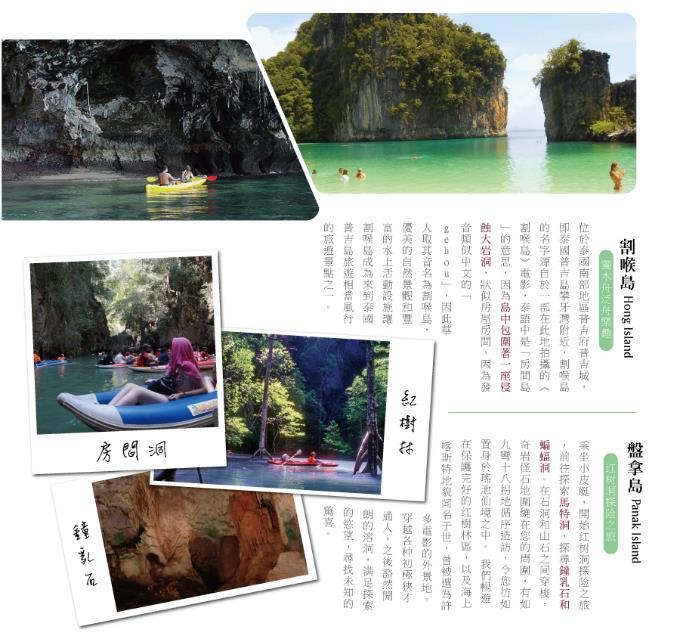 割喉島 Hong Island
獨木舟泛舟樂趣
位於泰國南部地區普吉府普吉城,
即泰國普吉島攀牙灣附近,割喉島
的名字源自於一部在此地拍攝的《
割喉島》電影,泰語中是「房間島
」的意思,因為島中包圍著一座侵
蝕大岩洞,狀似房屋房間,因為發
音類似中文的「
gehou」,因此華
人取其音名為割喉島,
優美的自然景觀和豐
富的水上活動設施讓
割喉島成為來到泰國
普吉島旅遊相當風行
的旅遊景點之一。
盤拿島 Panak Island
红树洞探險之旅
乘坐小皮艇,開始红树洞探險之旅
,前往探索馬特洞,探尋鐘乳石和
蝙蝠洞。在石洞和山石之间穿梭,
奇岩怪石地圍繞在您的周圍,有如
九彎十八拐地循序造訪,今您彷如
置身於瑤池仙境之中。 我們暢遊
在保護完好的红樹林區,以及海上
喀斯特地貌闻名于世,曾被選為許
多電影的外景地。
穿越各种初極狹才
通人,之後豁然開
朗的溶洞,满足探索
的慾望,尋找未知的
驚喜。
房間洞
紅樹林
鐘乳石